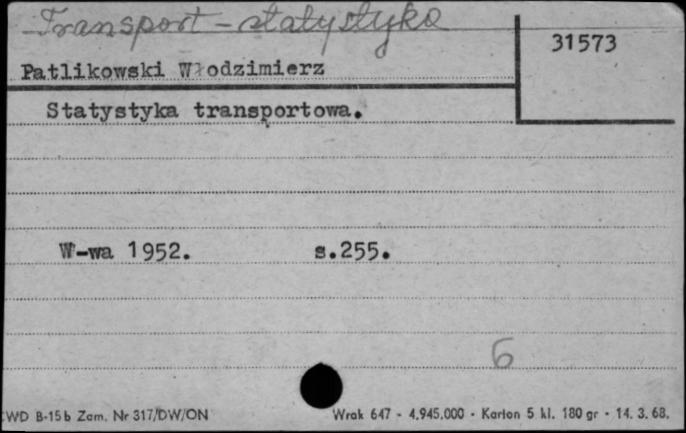 Transport - statystyka
31573
Patlikowski Włodzimierz
Statystyka transportowa.
W-wa 1952. s.255.
6
WD B-15b Zam. Nr 317/DW/ON Wrak 647 - 4.945.000 - Karton 5 kl. 180 gr - 14. 3. 68.